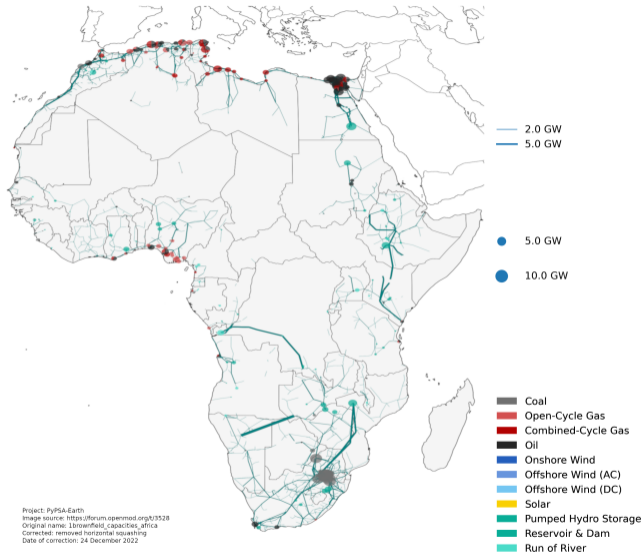 2.0 GW
5.0 GW
5.0 GW
10.0 GW
Coal
Open-Cycle Gas
Combined-Cycle Gas
Oil
Onshore Wind
Offshore Wind (AC)
Offshore Wind (DC)
Solar
Pumped Hydro Storage
Reservoir & Dam
Run of River
Project: PyPSA-Earth
Image source: https://forum.openmod.org/t/3528
Original name: 1brownfield_capacities_africa
Corrected: removed horizontal squashing
Date of correction: 24 December 2022